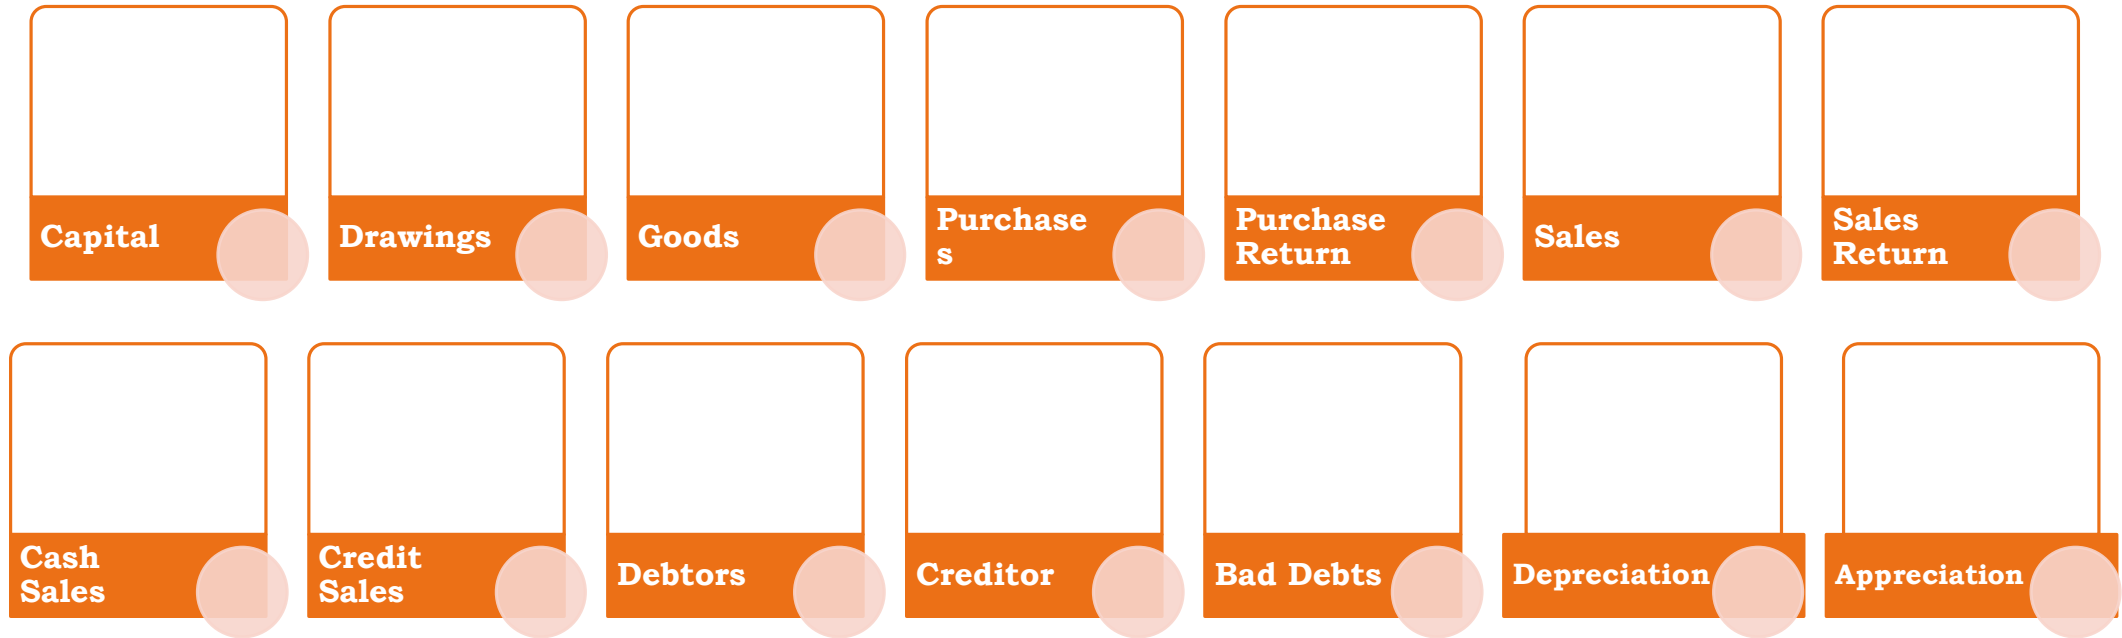 Capital
Drawings
Goods
Purchase
s
Purchase
Return
Sales
Sales
Return
Cash
Sales
Credit
Sales
Debtors
Creditor
Bad Debts
Depreciation
Appreciation